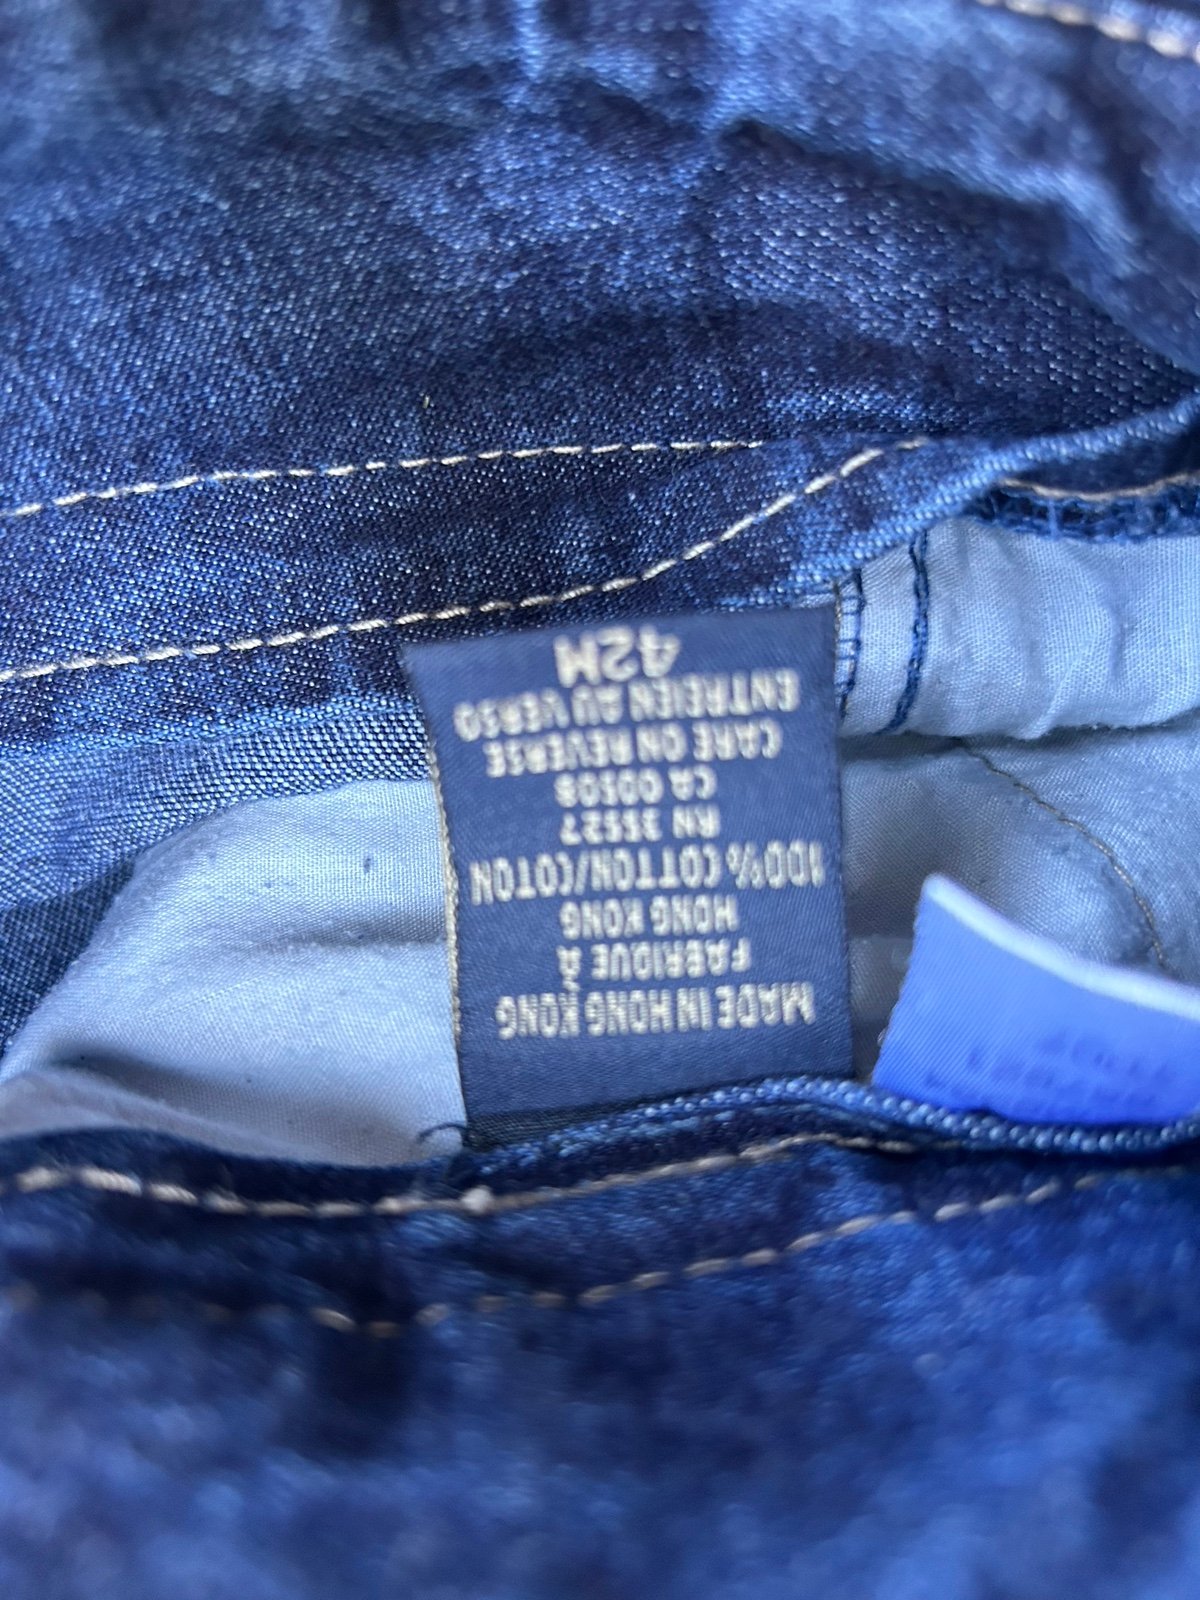 MADE IN HONG KONG
FABRIQUE À
HONG KONG
100% COTTON/COTON
RN 35527
CA 00508
CARE ON REVERSE
ENTREIEN AU VERSO
42M